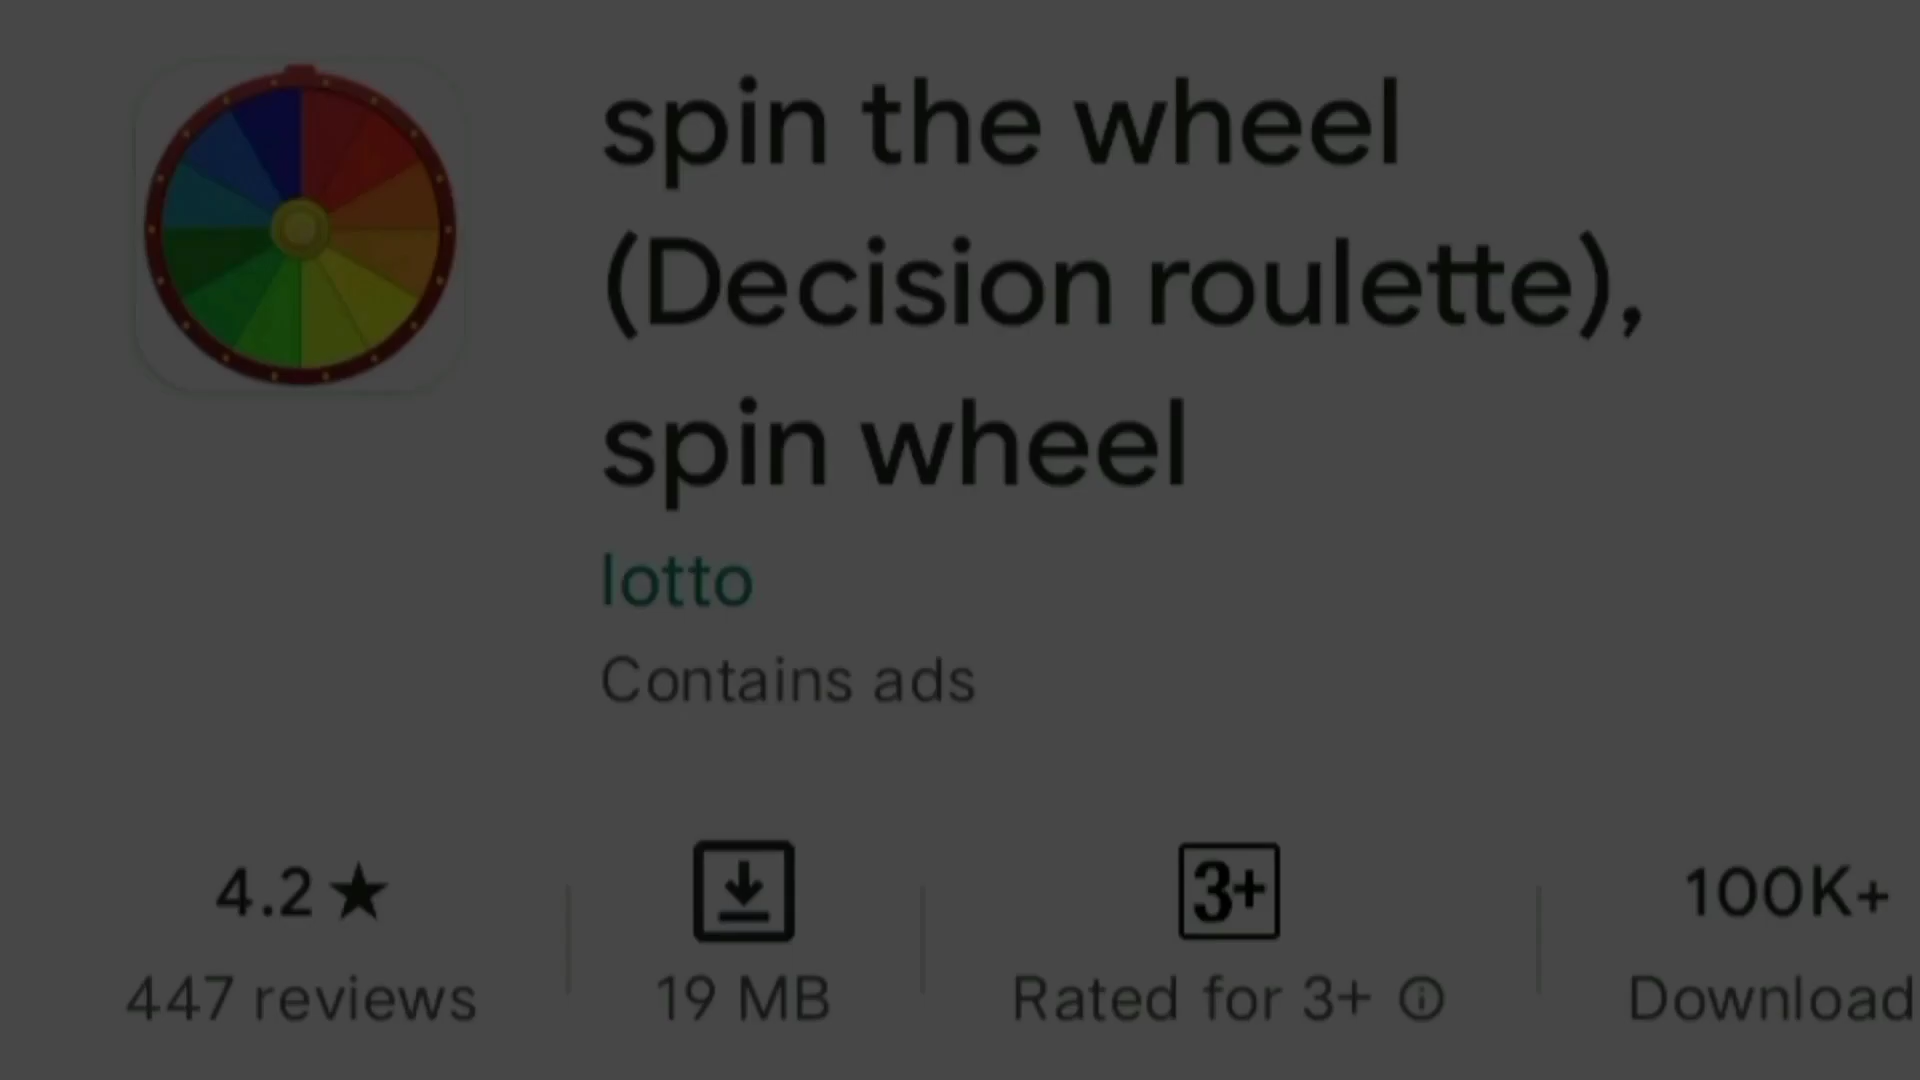 spin the wheel
(Decision roulette),
spin wheel
lotto
Contains ads
4.2★
447 reviews
19 MB
3+
Rated for 3+
100K+
Download